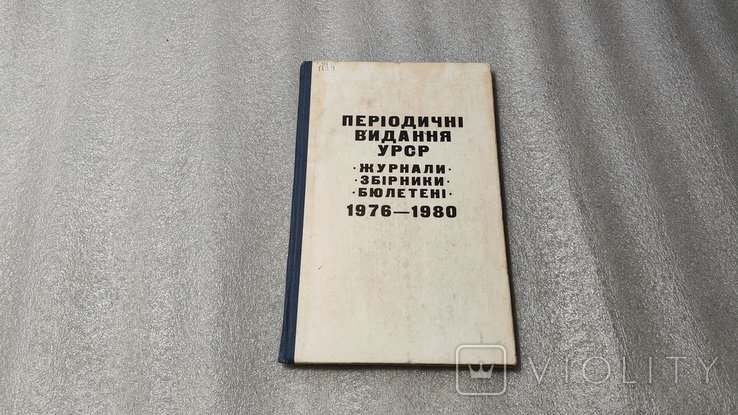 ПЕРІОДИЧНІ
ВИДАННЯ
УРСР
·ЖУРНАЛИ·
·ЗБІРНИКИ·
·БЮЛЕТЕНІ·
1976—1980
VIOLITY